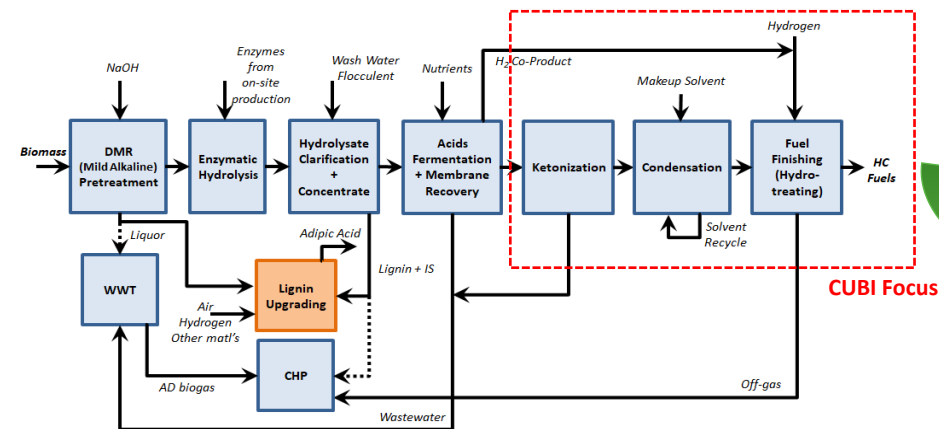 Hydrogen
H2 Co-Product
NaOH
Enzymes
from
on-site
production
Wash Water
Flocculent
Nutrients
Makeup Solvent
Biomass
DMR
(Mild Alkaline)
Pretreatment
Enzymatic
Hydrolysis
Hydrolysate
Clarification
+
Concentrate
Acids
Fermentation
+ Membrane
Recovery
Ketonization
Condensation
Fuel
Finishing
(Hydro-
treating)
HC
Fuels
Solvent
Recycle
Liquor
Adipic Acid
Lignin + IS
WWT
Lignin
Upgrading
CUBI Focus
Air
Hydrogen
Other matl's
CHP
AD biogas
Off-gas
Wastewater